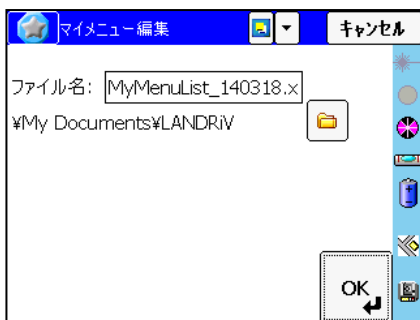 マイメニュー編集
キャンセル
ファイル名: MyMenuList_140318.x
¥My Documents¥LANDRiV
OK